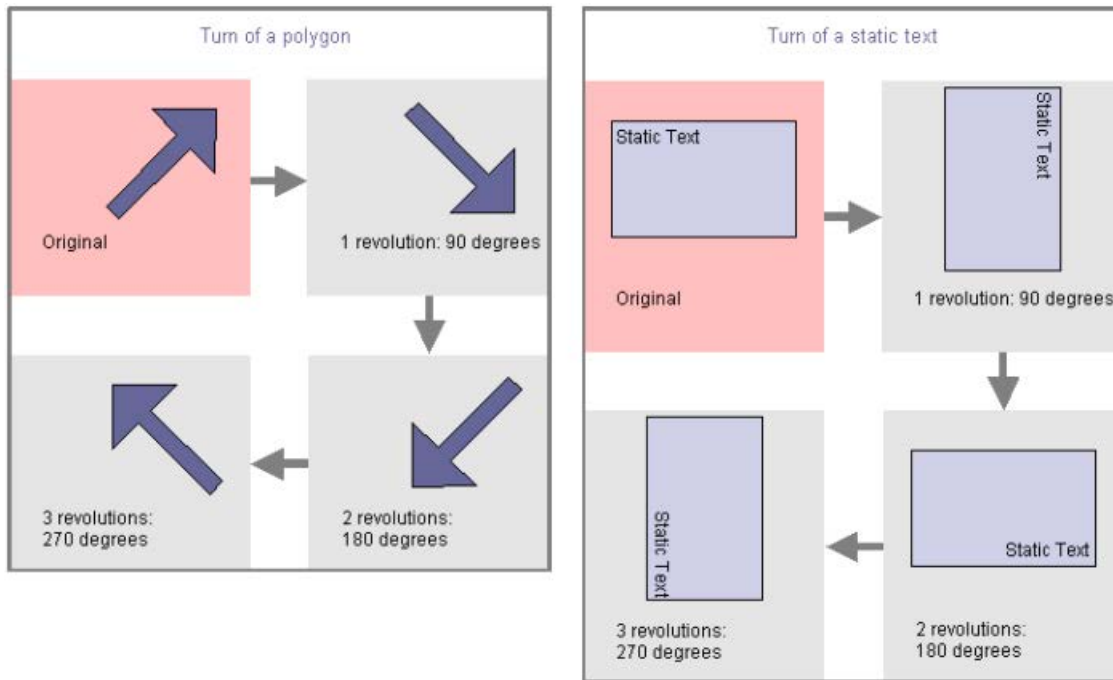 Turn of a polygon
Original
1 revolution: 90 degrees
3 revolutions:
270 degrees
2 revolutions:
180 degrees
Turn of a static text
Static Text
Original
Static Text
1 revolution: 90 degrees
Static Text
3 revolutions:
270 degrees
Static Text
2 revolutions:
180 degrees